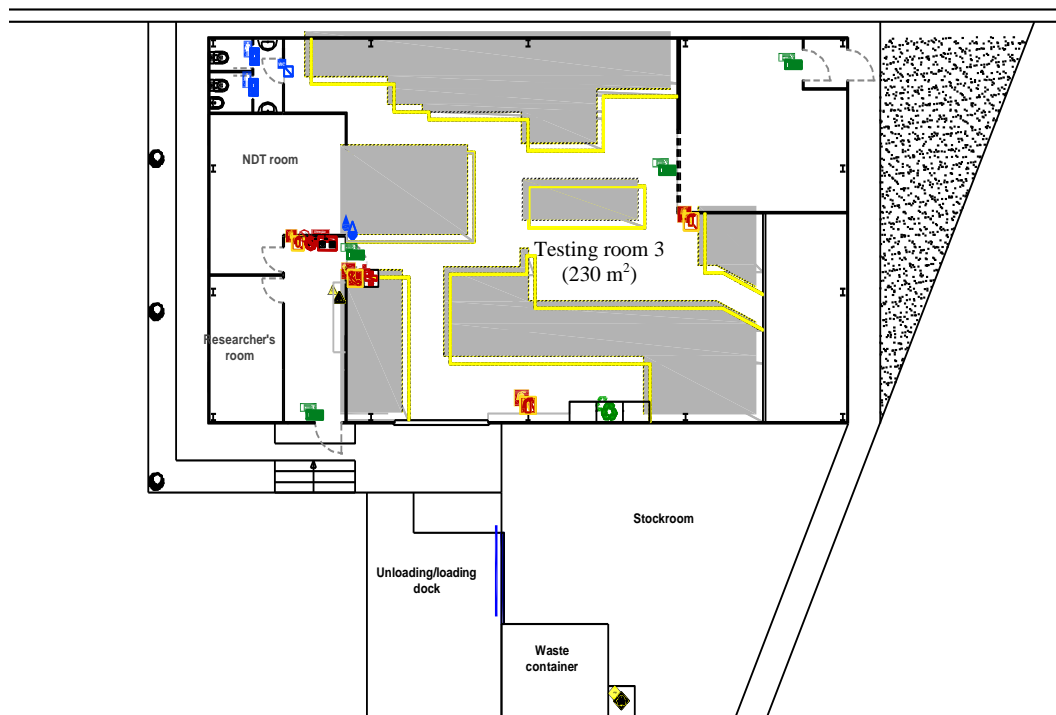 NDT room
Testing room 3
(230 m²)
Researcher's
room
Stockroom
Unloading/loading
dock
Waste
container